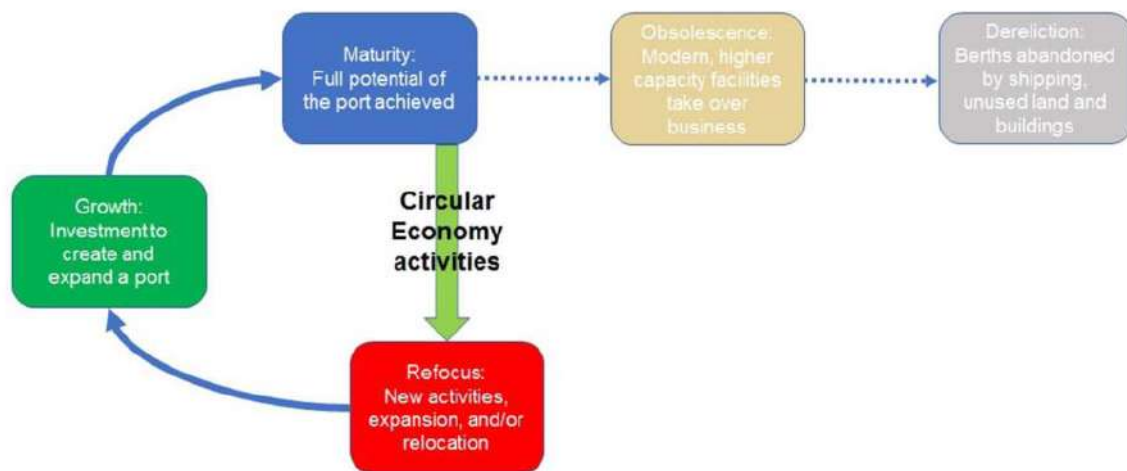 Maturity:
Full potential of
the port achieved
Obsolescence:
Modern, higher
capacity facilities
take over
business
Dereliction:
Berths abandoned
by shipping,
unused land and
buildings
Growth:
Investment to
create and
expand a port
Circular
Economy
activities
Refocus:
New activities,
expansion, and/or
relocation